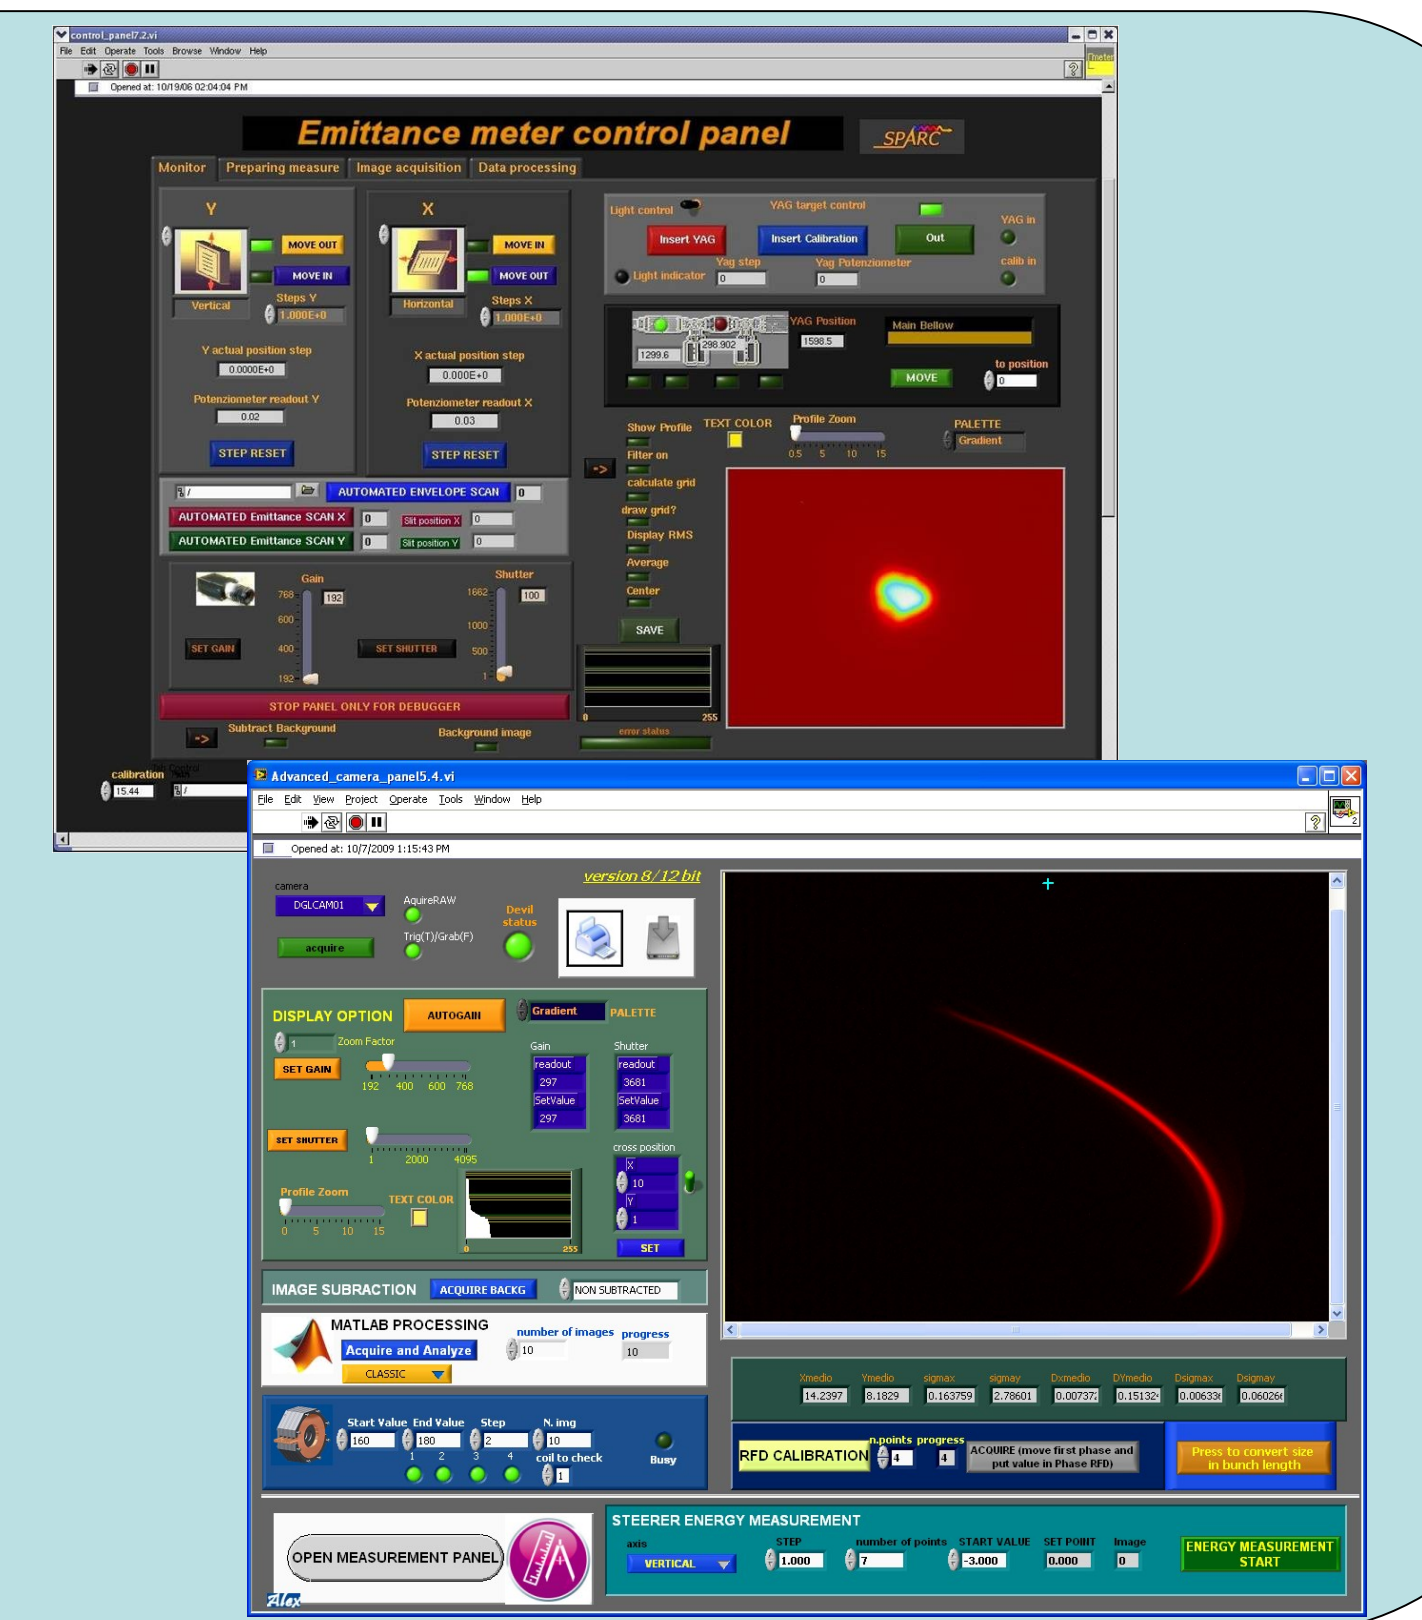 control_panel7.2.vi
File Edit Operate Tools Browse Window Help
Opened at: 10/19/06 02:04:04 PM
Emittance meter control panel
SPARC
Monitor Preparing measure Image acquisition Data processing
Y
MOVE OUT
MOVE IN
Vertical
Steps Y
1.000E+0
Y actual position step
0.0000E+0
Potenziometer readout Y
0.02
STEP RESET
X
MOVE IN
MOVE OUT
Horizontal
Steps X
1.000E+0
X actual position step
0.000E+0
Potenziometer readout X
0.03
STEP RESET
Light control
YAG target control
YAG in
Insert YAG
Insert Calibration
Out
Yag step
Yag Potenziometer
calib in
Light indicator
0
0
YAG Position
Main Bellow
1299.6
298.902
1598.5
to position
MOVE
0
/
AUTOMATED ENVELOPE SCAN 0
AUTOMATED Emittance SCAN X 0 Slit position X 0
AUTOMATED Emittance SCAN Y 0 Slit position Y 0
Gain
768
192
600
400
192
SET GAIN
Shutter
1662
100
1000
500
1
SET SHUTTER
STOP PANEL ONLY FOR DEBUGGER
Subtract Background
->
Background image
Show Profile
Filter on
->
calculate grid
draw grid?
Display RMS
Average
Center
SAVE
0 255
error status
TEXT COLOR
Profile Zoom
0.5 5 10 15
PALETTE
Gradient
calibration
15.44
/
Advanced_camera_panel5.4.vi
File Edit View Project Operate Tools Window Help
2
Opened at: 10/7/2009 1:15:43 PM
version 8/12 bit
camera
DGLCAM01
acquire
AquireRAW
Trig(T)/Grab(F)
Devil
status
DISPLAY OPTION
AUTOGAIN
Gradient
PALETTE
1 Zoom Factor
SET GAIN
192 400 600 768
Gain
readout
297
SetValue
297
Shutter
readout
3681
SetValue
3681
SET SHUTTER
1 2000 4095
cross position
X
10
Y
1
SET
Profile Zoom
0 5 10 15
TEXT COLOR
0 255
IMAGE SUBRACTION
ACQUIRE BACKG
NON SUBTRACTED
MATLAB PROCESSING
Acquire and Analyze
CLASSIC
number of images
10
progress
10
Start Value End Value Step N. img
160 180 2 10
1 2 3 4
coil to check
1
Busy
Xmedio Ymedio sigmax sigmay Dxmedio DYmedio Dsigmax Dsigmay
14.2397 8.1829 0.163759 2.78601
RFD CALIBRATION
n.points progress
4 4
ACQUIRE (move first phase and
put value in Phase RFD)
Press to convert size
in bunch length
OPEN MEASUREMENT PANEL
Alex
STEERER ENERGY MEASUREMENT
axis
VERTICAL
STEP
1.000
number of points
7
START VALUE
-3.000
SET POINT
0.000
Image
0
ENERGY MEASUREMENT
START